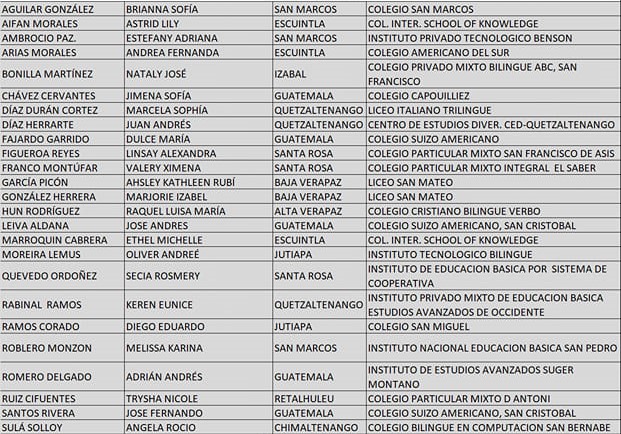 AGUILAR GONZÁLEZ BRIANNA SOFÍA SAN MARCOS COLEGIO SAN MARCOS
AIFAN MORALES ASTRID LILY ESCUINTLA COL. INTER. SCHOOL OF KNOWLEDGE
AMBROCIO PAZ. ESTEFANY ADRIANA SAN MARCOS INSTITUTO PRIVADO TECNOLOGICO BENSON
ARIAS MORALES ANDREA FERNANDA ESCUINTLA COLEGIO AMERICANO DEL SUR
BONILLA MARTÍNEZ NATALY JOSÉ IZABAL COLEGIO PRIVADO MIXTO BILINGUE ABC, SAN
FRANCISCO
CHÁVEZ CERVANTES JIMENA SOFÍA GUATEMALA COLEGIO CAPOUILLIEZ
DÍAZ DURÁN CORTEZ MARCELA SOPHÍA QUETZALTENANGO LICEO ITALIANO TRILINGUE
DÍAZ HERRARTE JUAN ANDRÉS QUETZALTENANGO CENTRO DE ESTUDIOS DIVER. CED-QUETZALTENANGO
FAJARDO GARRIDO DULCE MARÍA GUATEMALA COLEGIO SUIZO AMERICANO
FIGUEROA REYES LINSAY ALEXANDRA SANTA ROSA COLEGIO PARTICULAR MIXTO SAN FRANCISCO DE ASIS
FRANCO MONTÚFAR VALERY XIMENA SANTA ROSA COLEGIO PARTICULAR MIXTO INTEGRAL EL SABER
GARCÍA PICÓN AHSLEY KATHLEEN RUBÍ BAJA VERAPAZ LICEO SAN MATEO
GONZÁLEZ HERRERA MARJORIE IZABEL BAJA VERAPAZ LICEO SAN MATEO
HUN RODRÍGUEZ RAQUEL LUISA MARÍA ALTA VERAPAZ COLEGIO CRISTIANO BILINGUE VERBO
LEIVA ALDANA JOSE ANDRES GUATEMALA COLEGIO SUIZO AMERICANO, SAN CRISTOBAL
MARROQUIN CABRERA ETHEL MICHELLE ESCUINTLA COL. INTER. SCHOOL OF KNOWLEDGE
MOREIRA LEMUS OLIVER ANDREÉ JUTIAPA INSTITUTO TECNOLOGICO BILINGUE
QUEVEDO ORDOÑEZ SECIA ROSMERY SANTA ROSA INSTITUTO DE EDUCACION BASICA POR SISTEMA DE
COOPERATIVA
RABINAL RAMOS KEREN EUNICE QUETZALTENANGO INSTITUTO PRIVADO MIXTO DE EDUCACION BASICA
ESTUDIOS AVANZADOS DE OCCIDENTE
RAMOS CORADO DIEGO EDUARDO JUTIAPA COLEGIO SAN MIGUEL
ROBLERO MONZON MELISSA KARINA SAN MARCOS INSTITUTO NACIONAL EDUCACION BASICA SAN PEDRO
ROMERO DELGADO ADRIÁN ANDRÉS GUATEMALA INSTITUTO DE ESTUDIOS AVANZADOS SUGER
MONTANO
RUIZ CIFUENTES TRYSHA NICOLE RETALHULEU COLEGIO PARTICULAR MIXTO D ANTONI
SANTOS RIVERA JOSE FERNANDO GUATEMALA COLEGIO SUIZO AMERICANO, SAN CRISTOBAL
SULÁ SOLLOY ANGELA ROCIO CHIMALTENANGO COLEGIO BILINGUE EN COMPUTACION SAN BERNABE